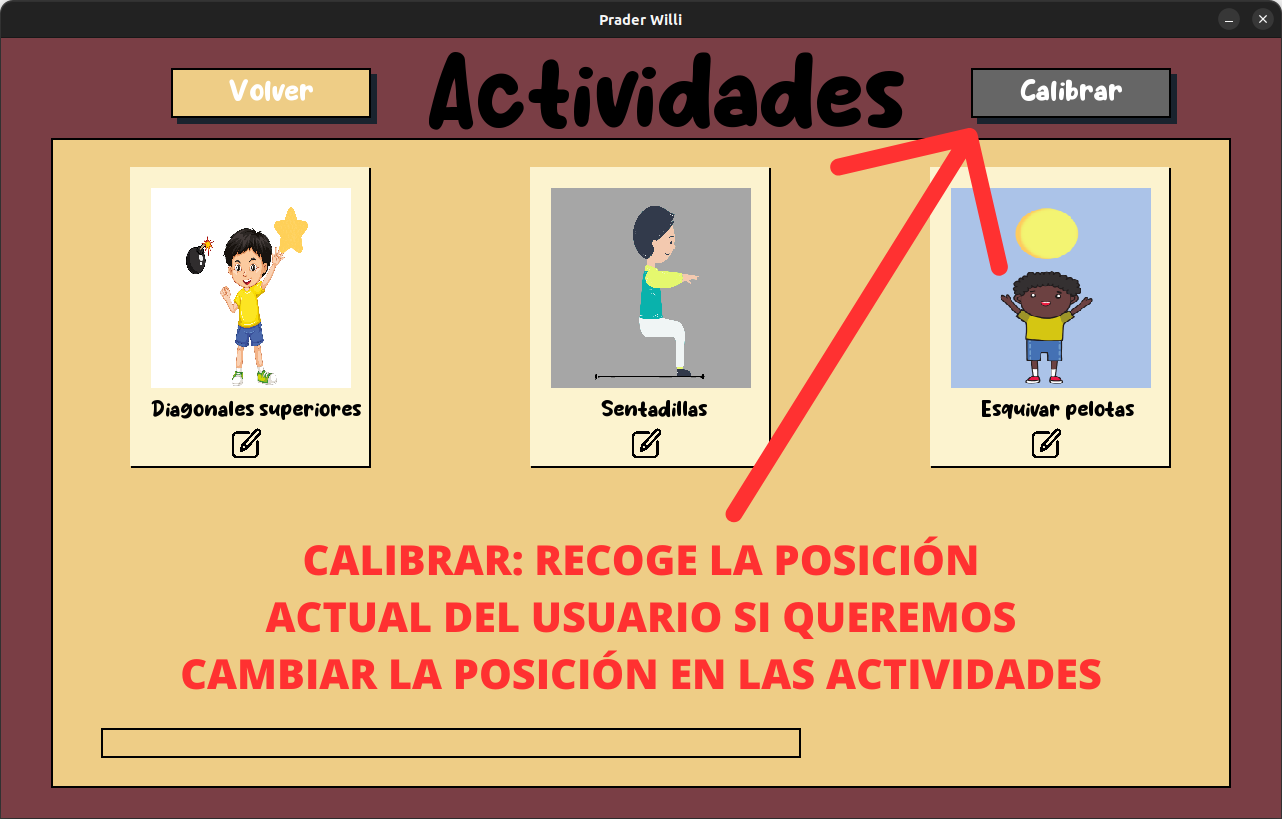 Prader Willi
Volver
Actividades
Calibrar
Diagonales superiores
Sentadillas
Esquivar pelotas
CALIBRAR: RECOGE LA POSICIÓN
ACTUAL DEL USUARIO SI QUEREMOS
CAMBIAR LA POSICIÓN EN LAS ACTIVIDADES